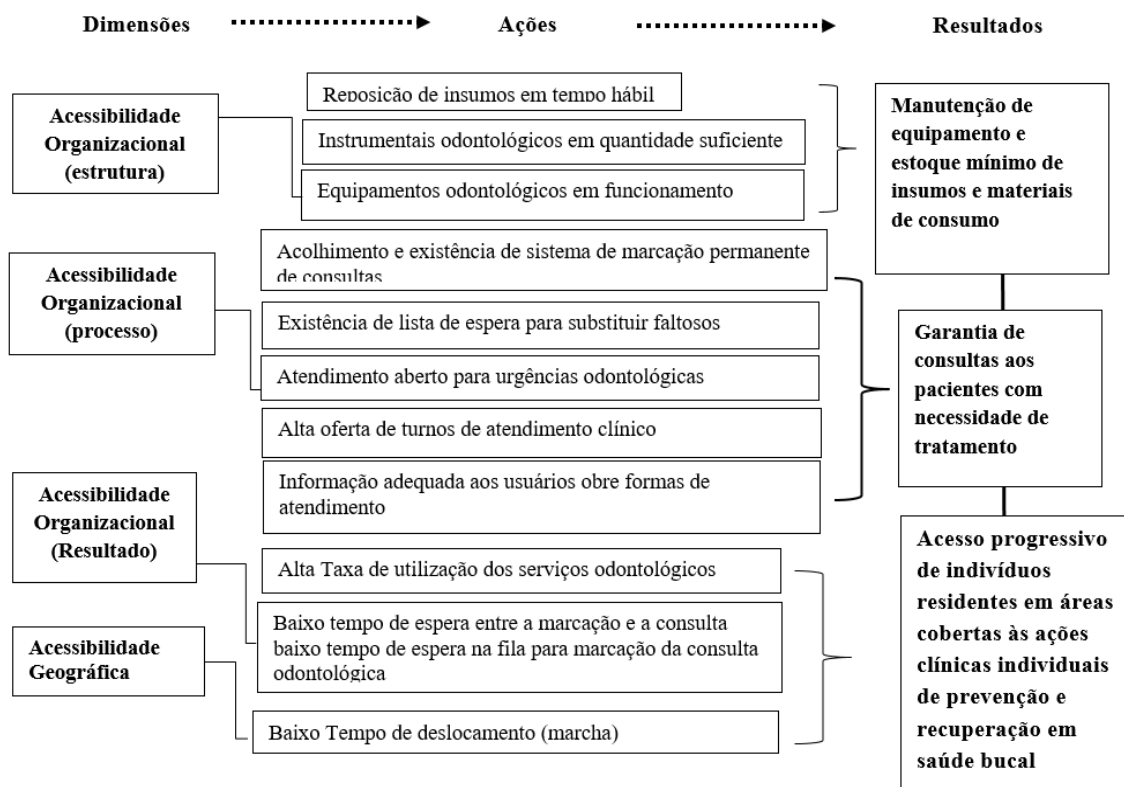 Dimensões
Ações
Resultados
Acessibilidade
Organizacional
(estrutura)
Reposição de insumos em tempo hábil
Instrumentais odontológicos em quantidade suficiente
Equipamentos odontológicos em funcionamento
Manutenção de
equipamento e
estoque mínimo de
insumos e materiais
de consumo
Acessibilidade
Organizacional
(processo)
Acolhimento e existência de sistema de marcação permanente
de consultas
Existência de lista de espera para substituir faltosos
Atendimento aberto para urgências odontológicas
Alta oferta de turnos de atendimento clínico
Informação adequada aos usuários obre formas de
atendimento
Garantia de
consultas aos
pacientes com
necessidade de
tratamento
Acessibilidade
Organizacional
(Resultado)
Alta Taxa de utilização dos serviços odontológicos
Baixo tempo de espera entre a marcação e a consulta
baixo tempo de espera na fila para marcação da consulta
odontológica
Acessibilidade
Geográfica
Baixo Tempo de deslocamento (marcha)
Acesso progressivo
de indivíduos
residentes em áreas
cobertas às ações
clínicas individuais
de prevenção e
recuperação em
saúde bucal